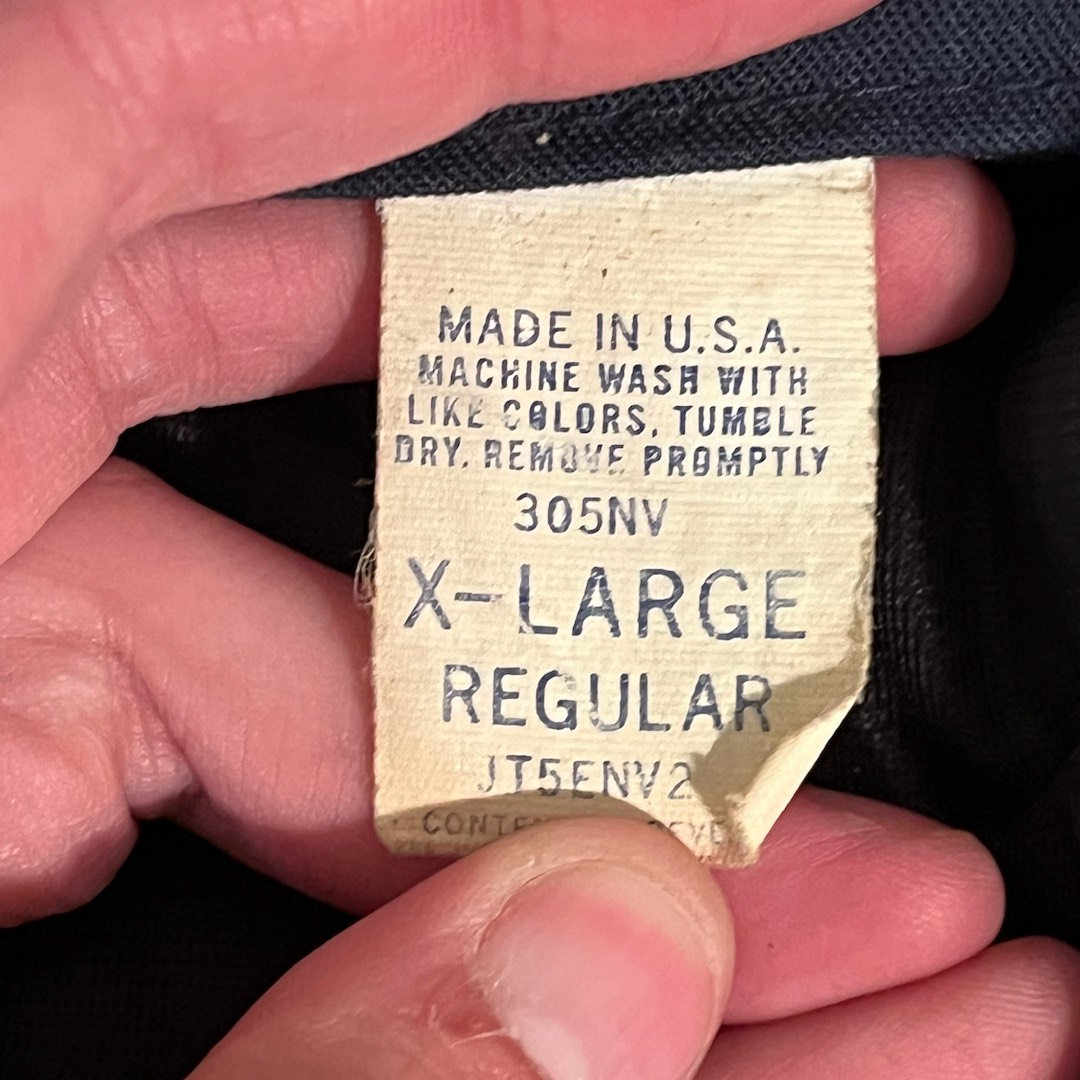 MADE IN U.S.A.
MACHINE WASH WITH
LIKE COLORS, TUMBLE
DRY. REMOVE PROMPTLY
305NV
X-LARGE
REGULAR
JT5ENV2